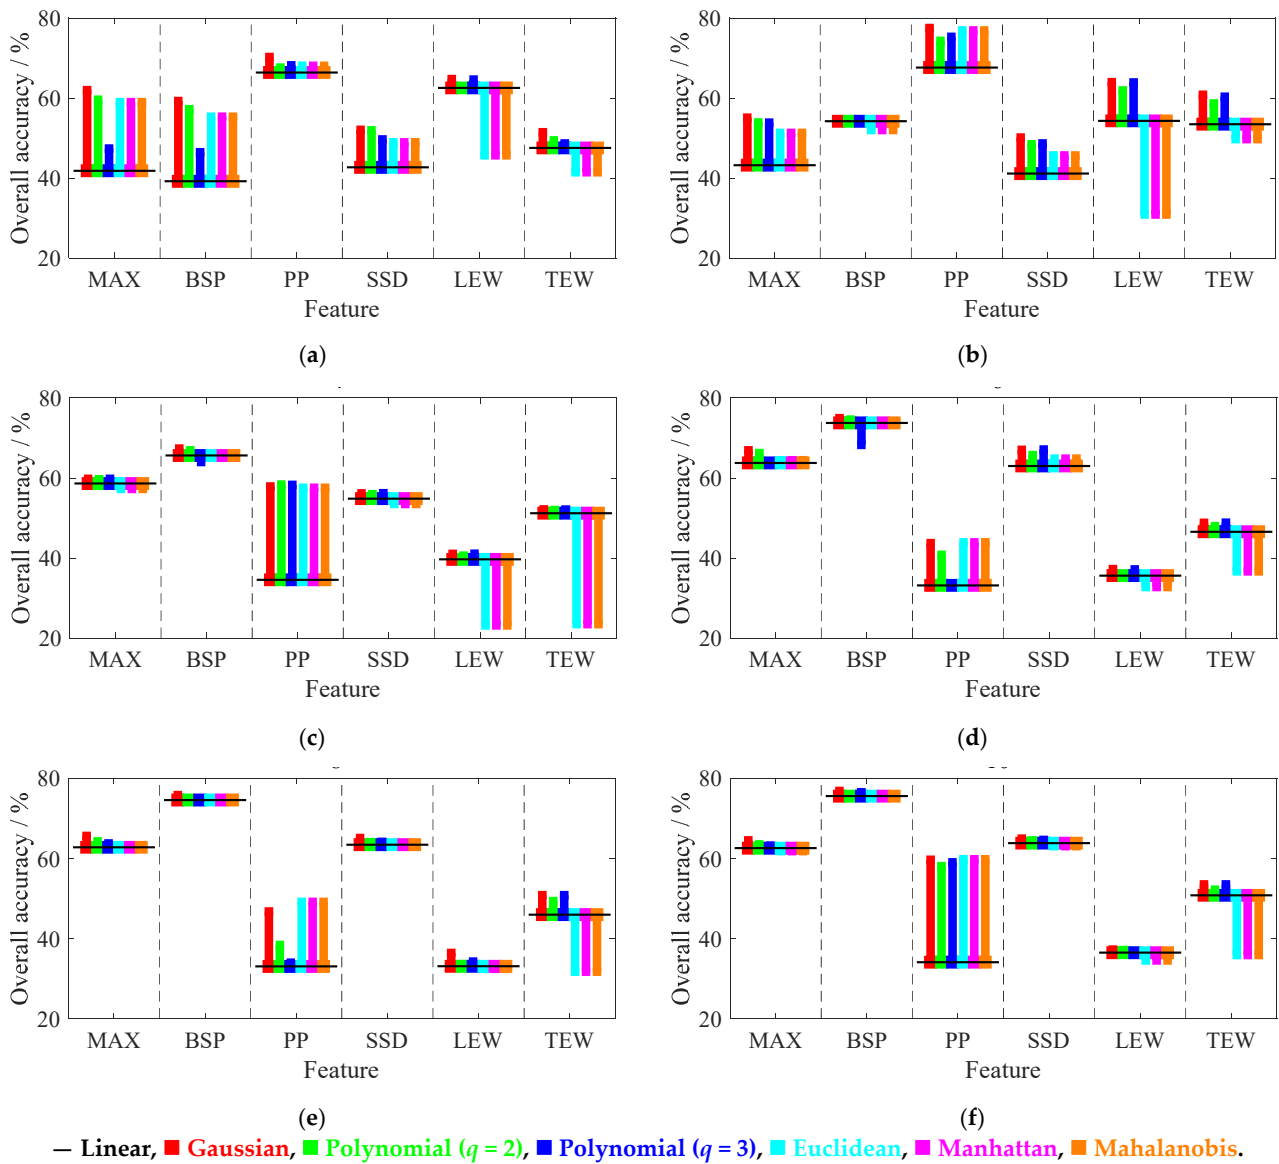 80
60
40
20
Overall accuracy / %
MAX BSP PP SSD LEW TEW
Feature
(a)
80
60
40
20
Overall accuracy / %
MAX BSP PP SSD LEW TEW
Feature
(b)
80
60
40
20
Overall accuracy / %
MAX BSP PP SSD LEW TEW
Feature
(c)
80
60
40
20
Overall accuracy / %
MAX BSP PP SSD LEW TEW
Feature
(d)
80
60
40
20
Overall accuracy / %
MAX BSP PP SSD LEW TEW
Feature
(e)
80
60
40
20
Overall accuracy / %
MAX BSP PP SSD LEW TEW
Feature
(f)
— Linear, Gaussian, Polynomial (q = 2), Polynomial (q = 3), Euclidean, Manhattan, Mahalanobis.